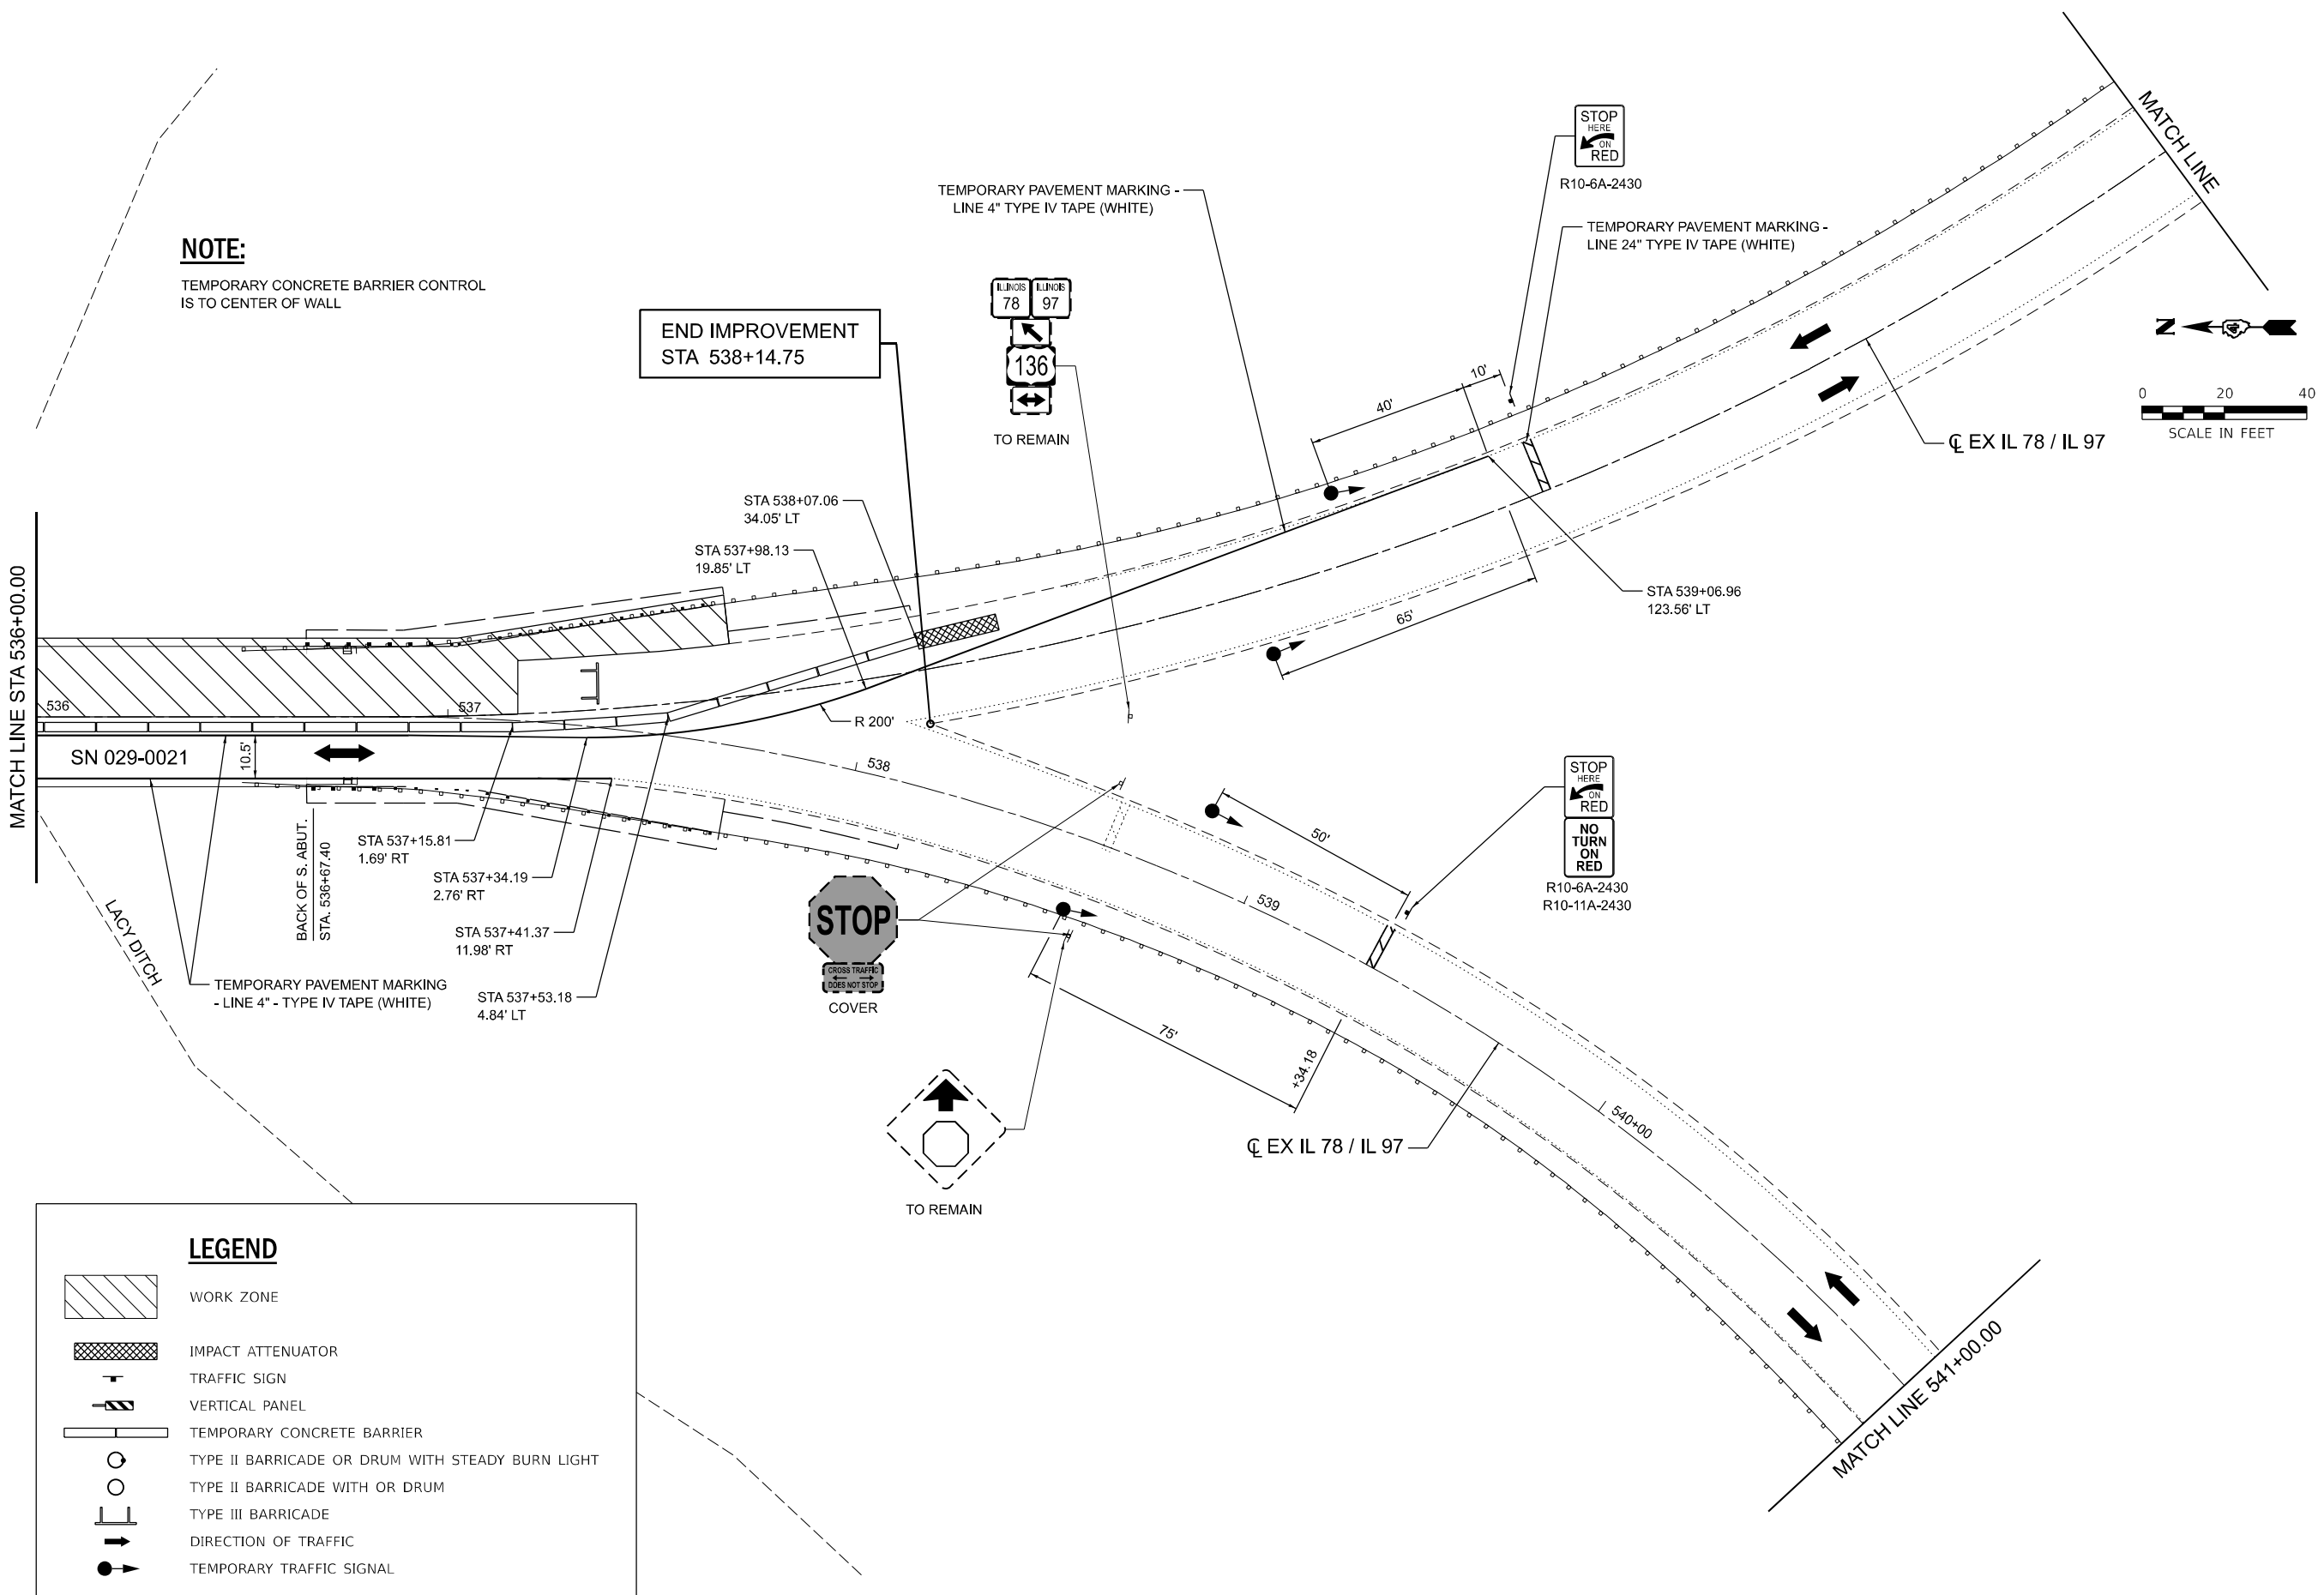 NOTE:
TEMPORARY CONCRETE BARRIER CONTROL
IS TO CENTER OF WALL
END IMPROVEMENT
STA 538+14.75
TEMPORARY PAVEMENT MARKING -
LINE 4" TYPE IV TAPE (WHITE)
STOP
HERE
ON
RED
R10-6A-2430
TEMPORARY PAVEMENT MARKING -
LINE 24" TYPE IV TAPE (WHITE)
MATCH LINE
ILLINOIS
78
ILLINOIS
97
136
TO REMAIN
N
0 20 40
SCALE IN FEET
10'
40'
℄ EX IL 78 / IL 97
STA 538+07.06
34.05' LT
STA 537+98.13
19.85' LT
STA 539+06.96
123.56' LT
65'
MATCH LINE STA 536+00.00
536
537
R 200'
538
SN 029-0021
10.5'
BACK OF S. ABUT.
STA. 536+67.40
STA 537+15.81
1.69' RT
STA 537+34.19
2.76' RT
STA 537+41.37
11.98' RT
STA 537+53.18
4.84' LT
LACY DITCH
TEMPORARY PAVEMENT MARKING
- LINE 4" - TYPE IV TAPE (WHITE)
STOP
CROSS TRAFFIC
DOES NOT STOP
COVER
50'
539
STOP
HERE
ON
RED
NO
TURN
ON
RED
R10-6A-2430
R10-11A-2430
75'
+34.18
540+00
℄ EX IL 78 / IL 97
TO REMAIN
MATCH LINE 541+00.00
LEGEND
WORK ZONE
IMPACT ATTENUATOR
TRAFFIC SIGN
VERTICAL PANEL
TEMPORARY CONCRETE BARRIER
TYPE II BARRICADE OR DRUM WITH STEADY BURN LIGHT
TYPE II BARRICADE WITH OR DRUM
TYPE III BARRICADE
DIRECTION OF TRAFFIC
TEMPORARY TRAFFIC SIGNAL